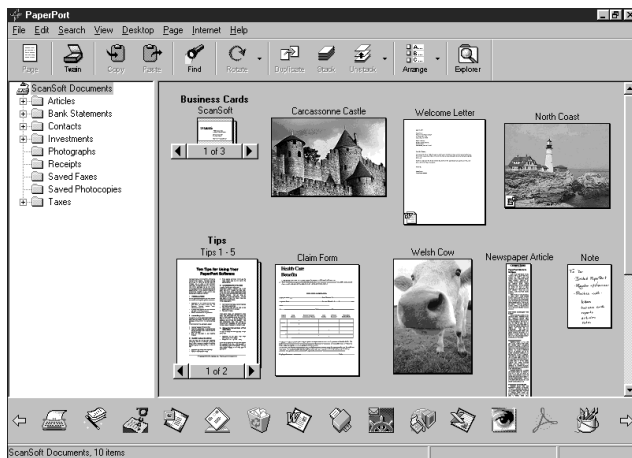 PaperPort
File Edit Search View Desktop Page Internet Help
Page Twain Copy Paste Find Rotate Duplicate Stack Unstack Arrange Explorer
ScanSoft Documents
Articles
Bank Statements
Contacts
Investments
Photographs
Receipts
Saved Faxes
Saved Photocopies
Taxes
Business Cards
ScanSoft
1 of 3
Carcassonne Castle
Welcome Letter
North Coast
Tips
Tips 1 - 5
Two Tips for Using Your
PaperPort Software
1 of 2
Claim Form
Health Care
Benefits
Welsh Cow
Newspaper Article
Note
To Do
ScanSoft Documents, 10 items